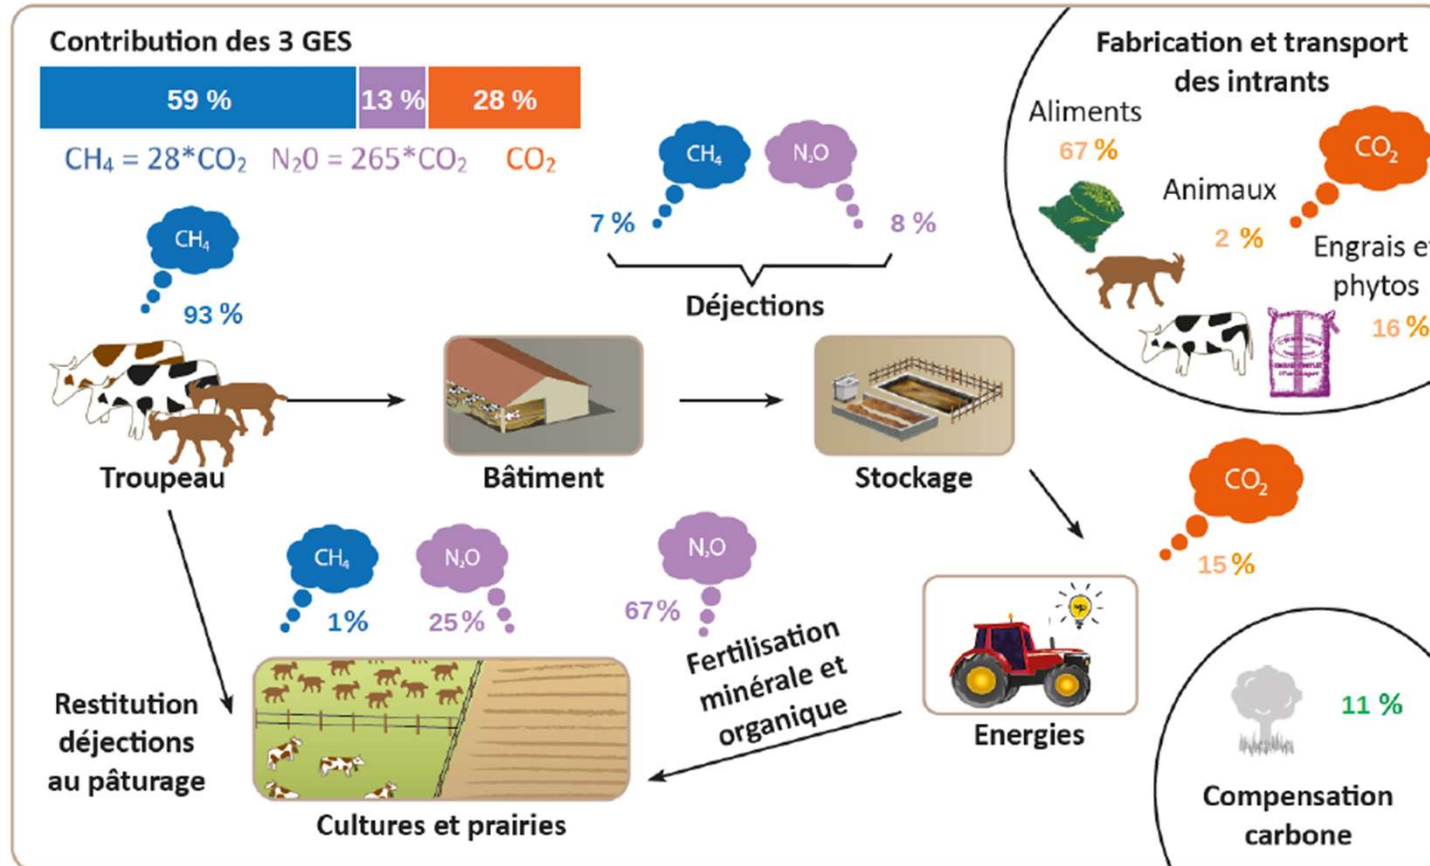 Contribution des 3 GES
59 % 13 % 28 %
CH₄ = 28*CO₂ N₂0 = 265*CO₂ CO₂
Fabrication et transport
des intrants
Aliments
67 %
CO₂
Animaux
2 %
Engrais et
phytos
16 %
CH₄
N₂O
7 %
8 %
Déjections
CH₄
93 %
Troupeau
Bâtiment
Stockage
CO₂
15 %
CH₄
1%
N₂O
25 %
N₂O
67%
Fertilisation
minérale et
organique
Energies
Restitution
déjections
au pâturage
Cultures et prairies
11 %
Compensation
carbone